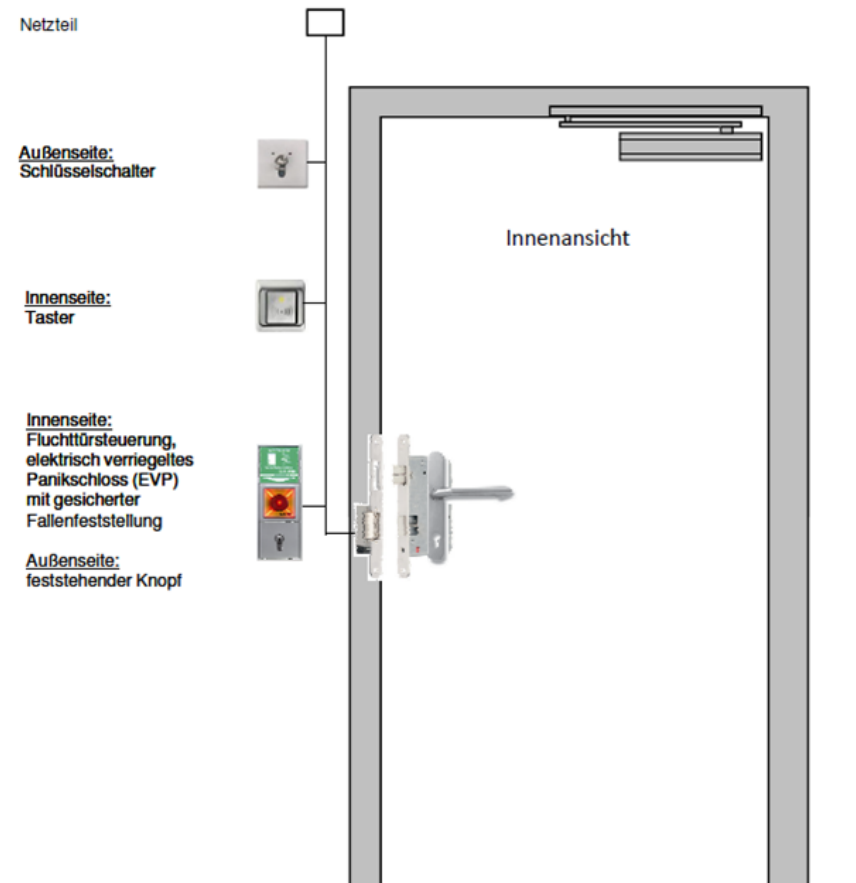 Netzteil
Außenseite:
Schlüsselschalter
Innenansicht
Innenseite:
Taster
Innenseite:
Fluchttürsteuerung,
elektrisch verriegeltes
Panikschloss (EVP)
mit gesicherter
Fallenfeststellung
Außenseite:
feststehender Knopf